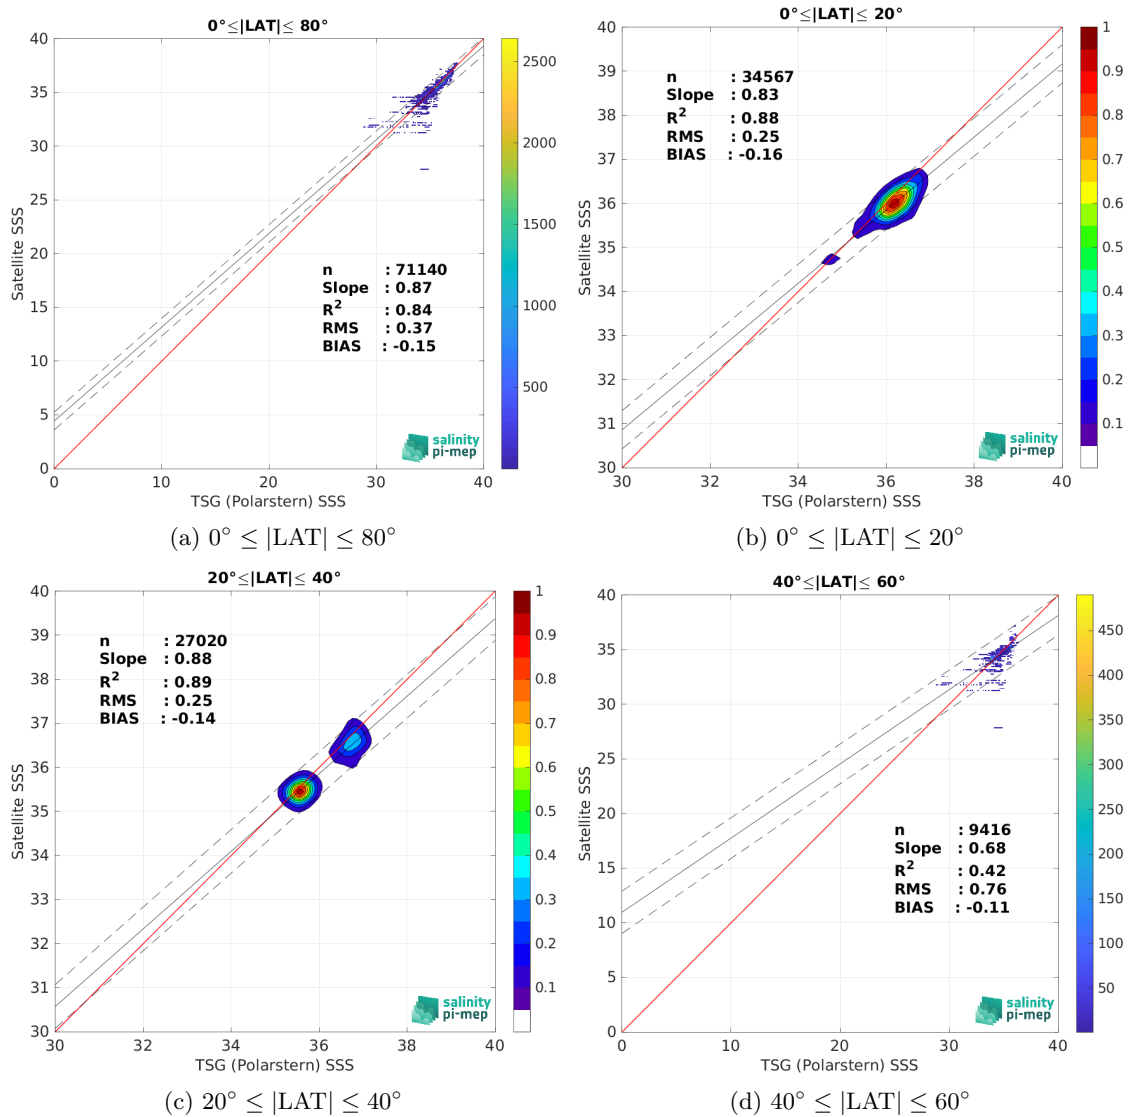 0°≤|LAT|≤ 80°
40
35
30
25
20
15
10
5
0
Satellite SSS
0
10
20
30
40
TSG (Polarstern) SSS
n : 71140
Slope : 0.87
R² : 0.84
RMS : 0.37
BIAS : -0.15
salinity
pi-mep
2500
2000
1500
1000
500
(a) 0° ≤ |LAT| ≤ 80°
0°≤|LAT|≤ 20°
40
39
38
37
36
35
34
33
32
31
30
Satellite SSS
30
32
34
36
38
40
TSG (Polarstern) SSS
n : 34567
Slope : 0.83
R² : 0.88
RMS : 0.25
BIAS : -0.16
salinity
pi-mep
1
0.9
0.8
0.7
0.6
0.5
0.4
0.3
0.2
0.1
(b) 0° ≤ |LAT| ≤ 20°
20°≤|LAT|≤ 40°
40
39
38
37
36
35
34
33
32
31
30
Satellite SSS
30
32
34
36
38
40
TSG (Polarstern) SSS
n : 27020
Slope : 0.88
R² : 0.89
RMS : 0.25
BIAS : -0.14
salinity
pi-mep
1
0.9
0.8
0.7
0.6
0.5
0.4
0.3
0.2
0.1
(c) 20° ≤ |LAT| ≤ 40°
40°≤|LAT|≤ 60°
40
35
30
25
20
15
10
5
0
Satellite SSS
0
10
20
30
40
TSG (Polarstern) SSS
n : 9416
Slope : 0.68
R² : 0.42
RMS : 0.76
BIAS : -0.11
salinity
pi-mep
450
400
350
300
250
200
150
100
50
(d) 40° ≤ |LAT| ≤ 60°